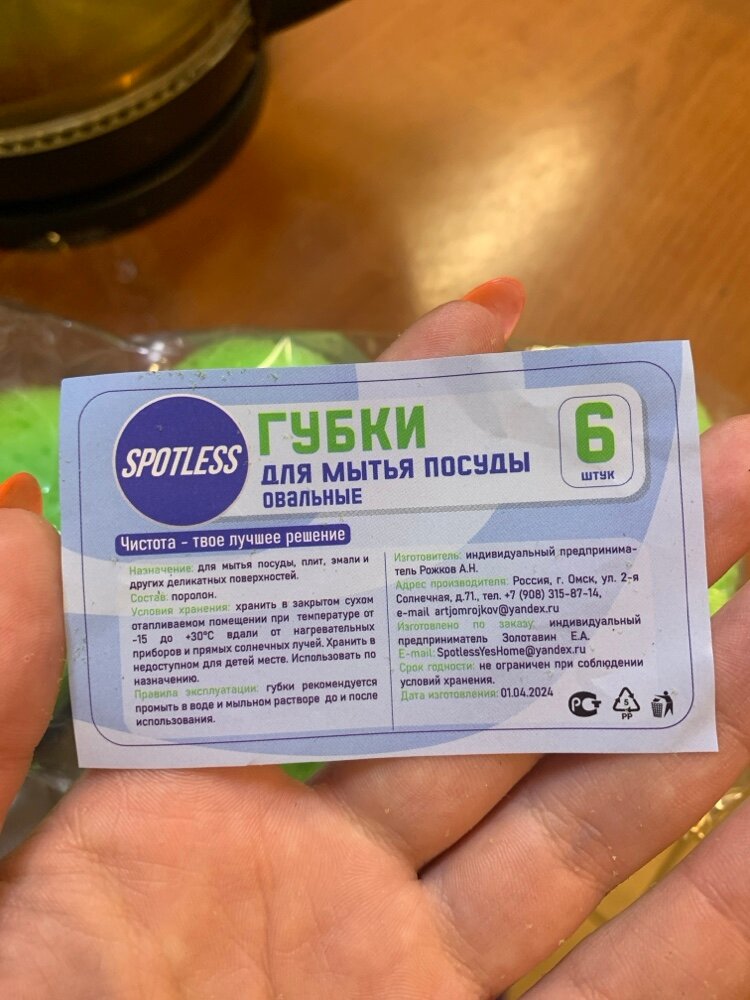 SPOTLESS
ГУБКИ
ДЛЯ МЫТЬЯ ПОСУДЫ
ОВАЛЬНЫЕ
6
ШТУК
Чистота - твое лучшее решение
Назначение: для мытья посуды, плит, эмали и
других деликатных поверхностей.
Состав: поролон.
Условия хранения: хранить в закрытом сухом
отапливаемом помещении при температуре от
-15 до +30°С вдали от нагревательных
приборов и прямых солнечных лучей. Хранить в
недоступном для детей месте. Использовать по
назначению.
Правила эксплуатации: губки рекомендуется
промыть в воде и мыльном растворе до и после
использования.
Изготовитель: индивидуальный предпринима-
тель Рожков А.Н.
Адрес производителя: Россия, г. Омск, ул. 2-я
Солнечная, д.71., тел. +7 (908) 315-87-14,
e-mail artjomrojkov@yandex.ru
Изготовлено по заказу: индивидуальный
предприниматель Золотавин Е.А.
E-mail: SpotlessYesHome@yandex.ru
Срок годности: не ограничен при соблюдении
условий хранения.
Дата изготовления: 01.04.2024
РСТ
5
PP